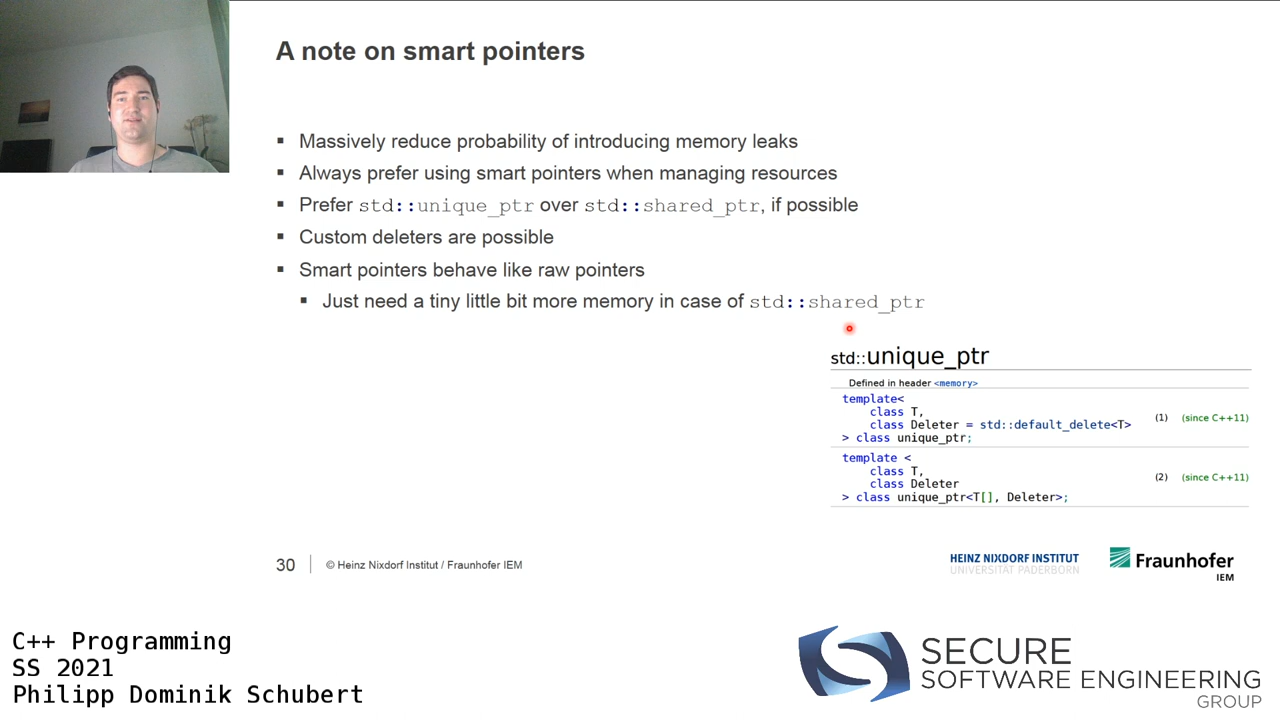 A note on smart pointers
▪ Massively reduce probability of introducing memory leaks
▪ Always prefer using smart pointers when managing resources
▪ Prefer std::unique_ptr over std::shared_ptr, if possible
▪ Custom deleters are possible
▪ Smart pointers behave like raw pointers
▪ Just need a tiny little bit more memory in case of std::shared_ptr
std::unique_ptr
Defined in header <memory>
template<
class T,
class Deleter = std::default_delete<T>
> class unique_ptr;
(1) (since C++11)
template <
class T,
class Deleter
> class unique_ptr<T[], Deleter>;
(2) (since C++11)
30 © Heinz Nixdorf Institut / Fraunhofer IEM
HEINZ NIXDORF INSTITUT
UNIVERSITÄT PADERBORN
Fraunhofer
IEM
C++ Programming
SS 2021
Philipp Dominik Schubert
SECURE
SOFTWARE ENGINEERING
GROUP